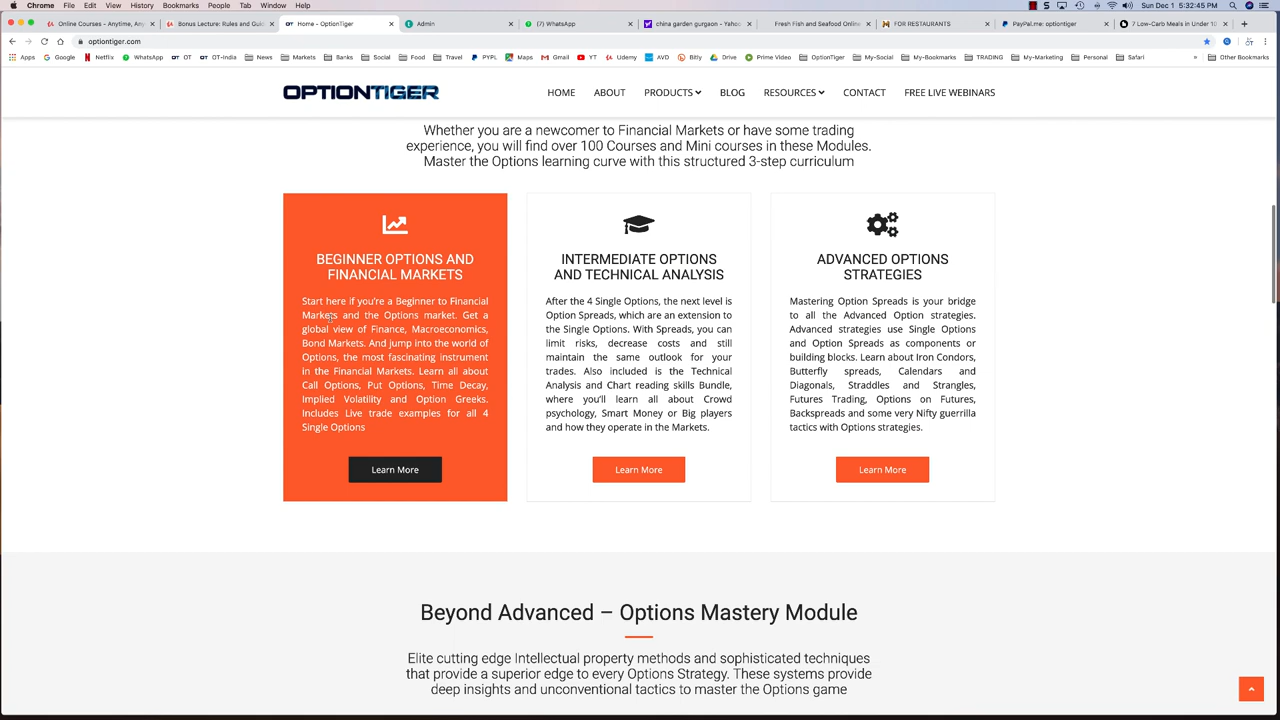 Chrome File Edit View History Bookmarks People Tab Window Help Sun Dec 1 5:32:45 PM
Online Courses - Anytime, Any Bonus Lecture: Rules and Guid Home - OptionTiger Admin (7) WhatsApp china garden gurgaon - Yahoo Fresh Fish and Seafood Online FOR RESTAURANTS PayPal.me: optiontiger 7 Low-Carb Meals in Under 10
optiontiger.com
Apps Google Netflix WhatsApp OT OT-India News Markets Banks Social Food Travel PYPL Maps Gmail YT Udemy AVD Bitly Drive Prime Video OptionTiger My-Social My-Bookmarks TRADING My-Marketing Personal Safari » Other Bookmarks
OPTIONTIGER HOME ABOUT PRODUCTS BLOG RESOURCES CONTACT FREE LIVE WEBINARS
Whether you are a newcomer to Financial Markets or have some trading
experience, you will find over 100 Courses and Mini courses in these Modules.
Master the Options learning curve with this structured 3-step curriculum
BEGINNER OPTIONS AND
FINANCIAL MARKETS
Start here if you're a Beginner to Financial
Markets and the Options market. Get a
global view of Finance, Macroeconomics,
Bond Markets. And jump into the world of
Options, the most fascinating instrument
in the Financial Markets. Learn all about
Call Options, Put Options, Time Decay,
Implied Volatility and Option Greeks.
Includes Live trade examples for all 4
Single Options
Learn More
INTERMEDIATE OPTIONS
AND TECHNICAL ANALYSIS
After the 4 Single Options, the next level is
Option Spreads, which are an extension to
the Single Options. With Spreads, you can
limit risks, decrease costs and still
maintain the same outlook for your
trades. Also included is the Technical
Analysis and Chart reading skills Bundle,
where you'll learn all about Crowd
psychology, Smart Money or Big players
and how they operate in the Markets.
Learn More
ADVANCED OPTIONS
STRATEGIES
Mastering Option Spreads is your bridge
to all the Advanced Option strategies.
Advanced strategies use Single Options
and Option Spreads as components or
building blocks. Learn about Iron Condors,
Butterfly spreads, Calendars and
Diagonals, Straddles and Strangles,
Futures Trading, Options on Futures,
Backspreads and some very Nifty guerrilla
tactics with Options strategies.
Learn More
Beyond Advanced – Options Mastery Module
Elite cutting edge Intellectual property methods and sophisticated techniques
that provide a superior edge to every Options Strategy. These systems provide
deep insights and unconventional tactics to master the Options game